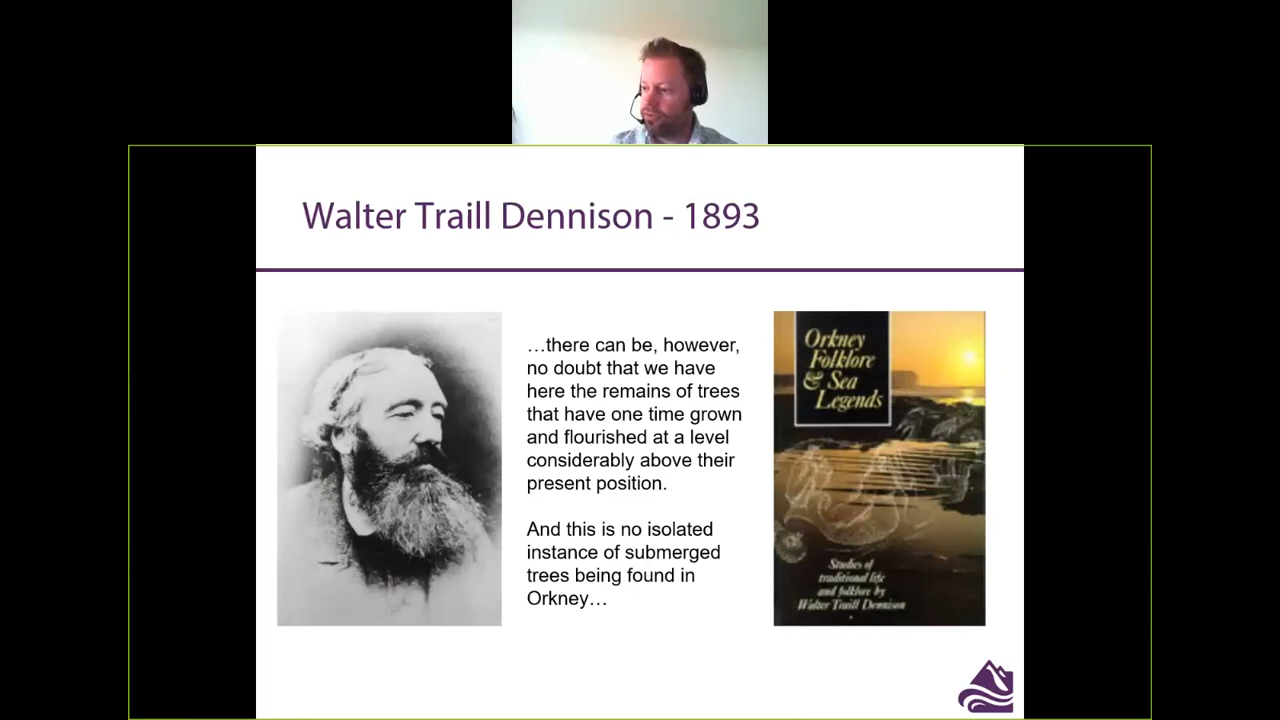 Walter Traill Dennison - 1893
…there can be, however,
no doubt that we have
here the remains of trees
that have one time grown
and flourished at a level
considerably above their
present position.
And this is no isolated
instance of submerged
trees being found in
Orkney…
Orkney
Folklore
& Sea
Legends
Studies of
traditional life
and folklore by
Walter Traill Dennison